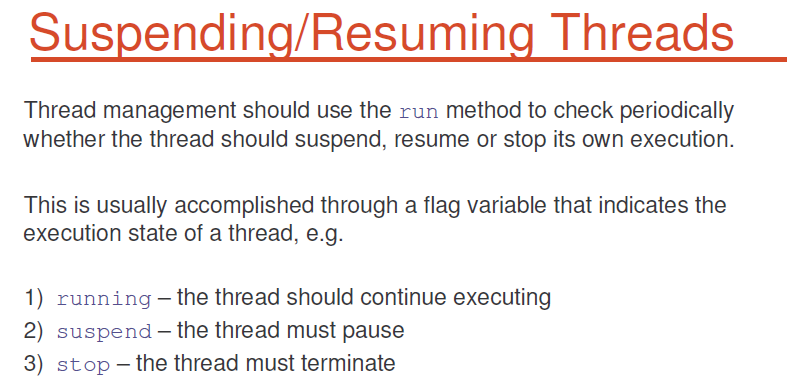 Suspending/Resuming Threads
Thread management should use the run method to check periodically
whether the thread should suspend, resume or stop its own execution.
This is usually accomplished through a flag variable that indicates the
execution state of a thread, e.g.
1) running – the thread should continue executing
2) suspend – the thread must pause
3) stop – the thread must terminate